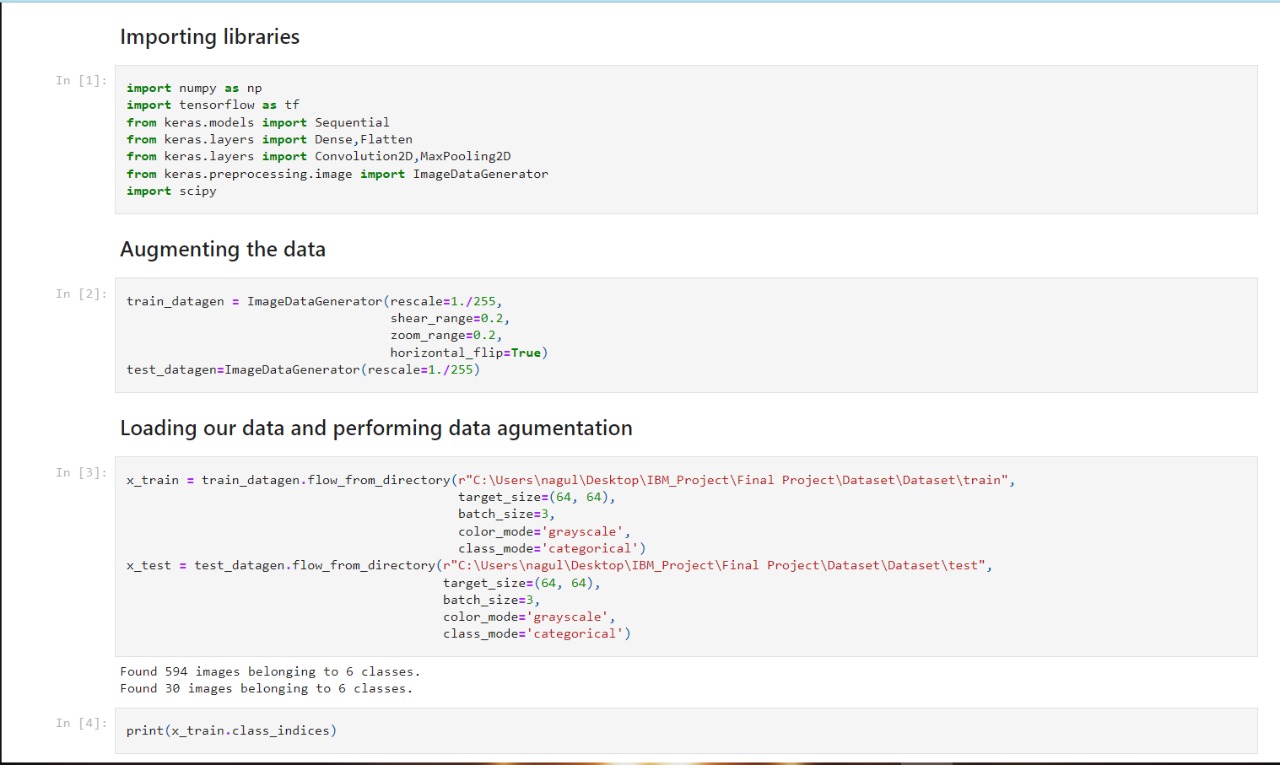 Importing libraries
In [1]:
import numpy as np
import tensorflow as tf
from keras.models import Sequential
from keras.layers import Dense,Flatten
from keras.layers import Convolution2D,MaxPooling2D
from keras.preprocessing.image import ImageDataGenerator
import scipy
Augmenting the data
In [2]:
train_datagen = ImageDataGenerator(rescale=1./255,
shear_range=0.2,
zoom_range=0.2,
horizontal_flip=True)
test_datagen=ImageDataGenerator(rescale=1./255)
Loading our data and performing data agumentation
In [3]:
x_train = train_datagen.flow_from_directory(r"C:\Users\nagul\Desktop\IBM_Project\Final Project\Dataset\Dataset\train",
target_size=(64, 64),
batch_size=3,
color_mode='grayscale',
class_mode='categorical')
x_test = test_datagen.flow_from_directory(r"C:\Users\nagul\Desktop\IBM_Project\Final Project\Dataset\Dataset\test",
target_size=(64, 64),
batch_size=3,
color_mode='grayscale',
class_mode='categorical')
Found 594 images belonging to 6 classes.
Found 30 images belonging to 6 classes.
In [4]:
print(x_train.class_indices)